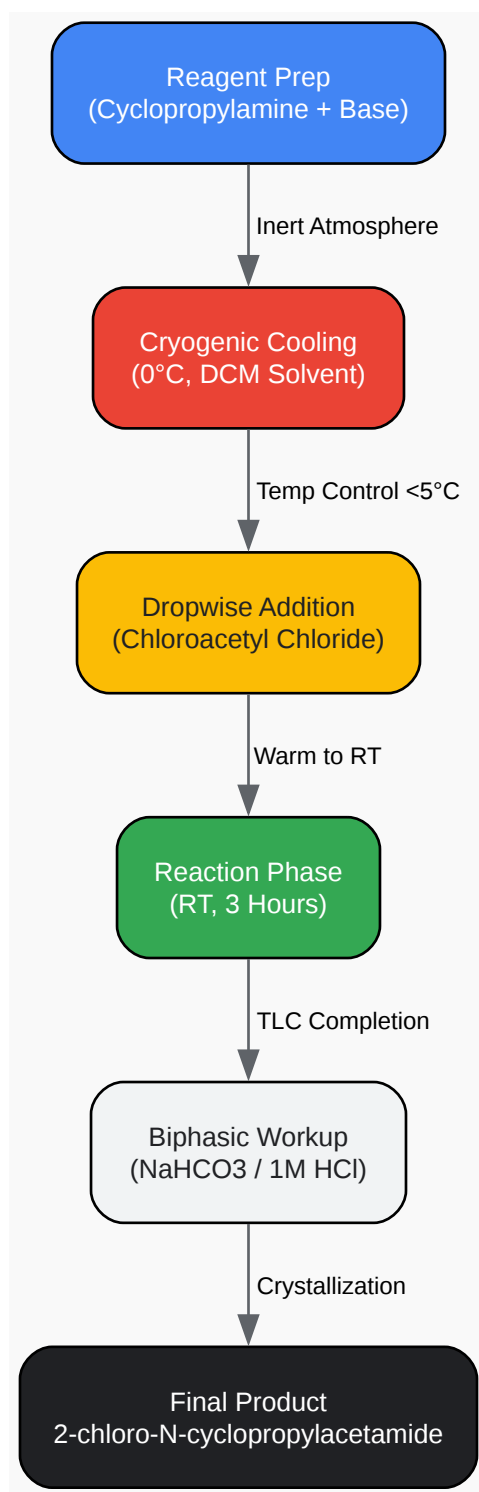 Reagent Prep
(Cyclopropylamine + Base)
Inert Atmosphere
Cryogenic Cooling
(0°C, DCM Solvent)
Temp Control <5°C
Dropwise Addition
(Chloroacetyl Chloride)
Warm to RT
Reaction Phase
(RT, 3 Hours)
TLC Completion
Biphasic Workup
(NaHCO3 / 1M HCl)
Crystallization
Final Product
2-chloro-N-cyclopropylacetamide